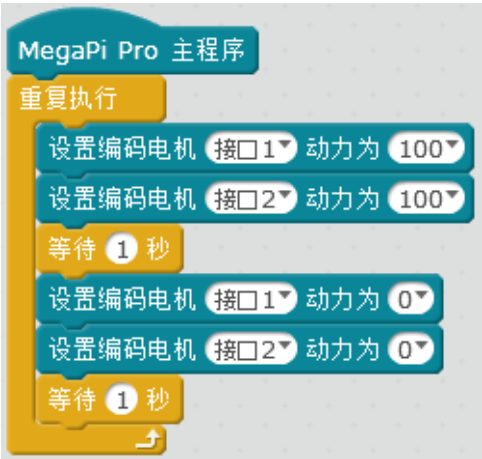 MegaPi Pro 主程序
重复执行
设置编码电机 接口1 动力为 100
设置编码电机 接口2 动力为 100
等待 1 秒
设置编码电机 接口1 动力为 0
设置编码电机 接口2 动力为 0
等待 1 秒